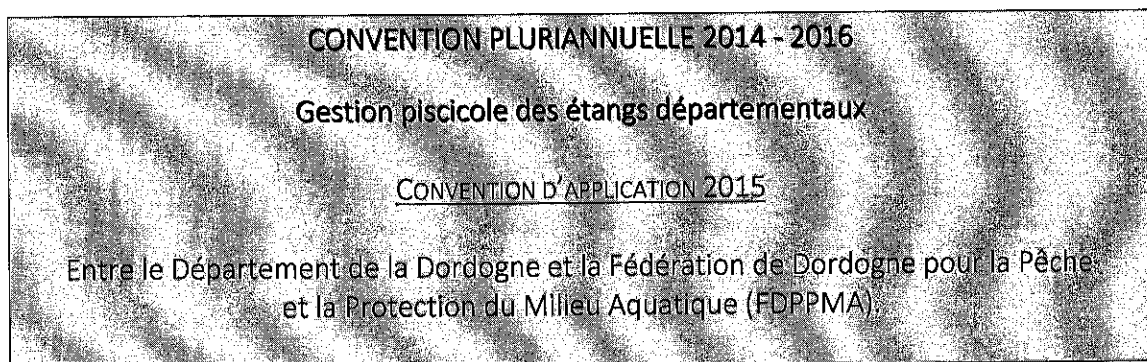 CONVENTION PLURIANNUELLE 2014 - 2016
Gestion piscicole des étangs départementaux
CONVENTION D'APPLICATION 2015
Entre le Département de la Dordogne et la Fédération de Dordogne pour la Pêche
et la Protection du Milieu Aquatique (FDPPMA).